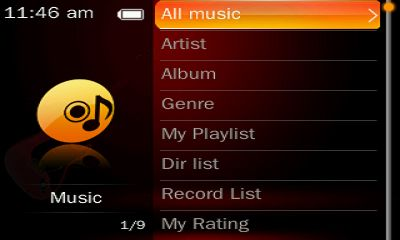 11:46 am
All music
Artist
Album
Genre
My Playlist
Dir list
Record List
My Rating
Music
1/9